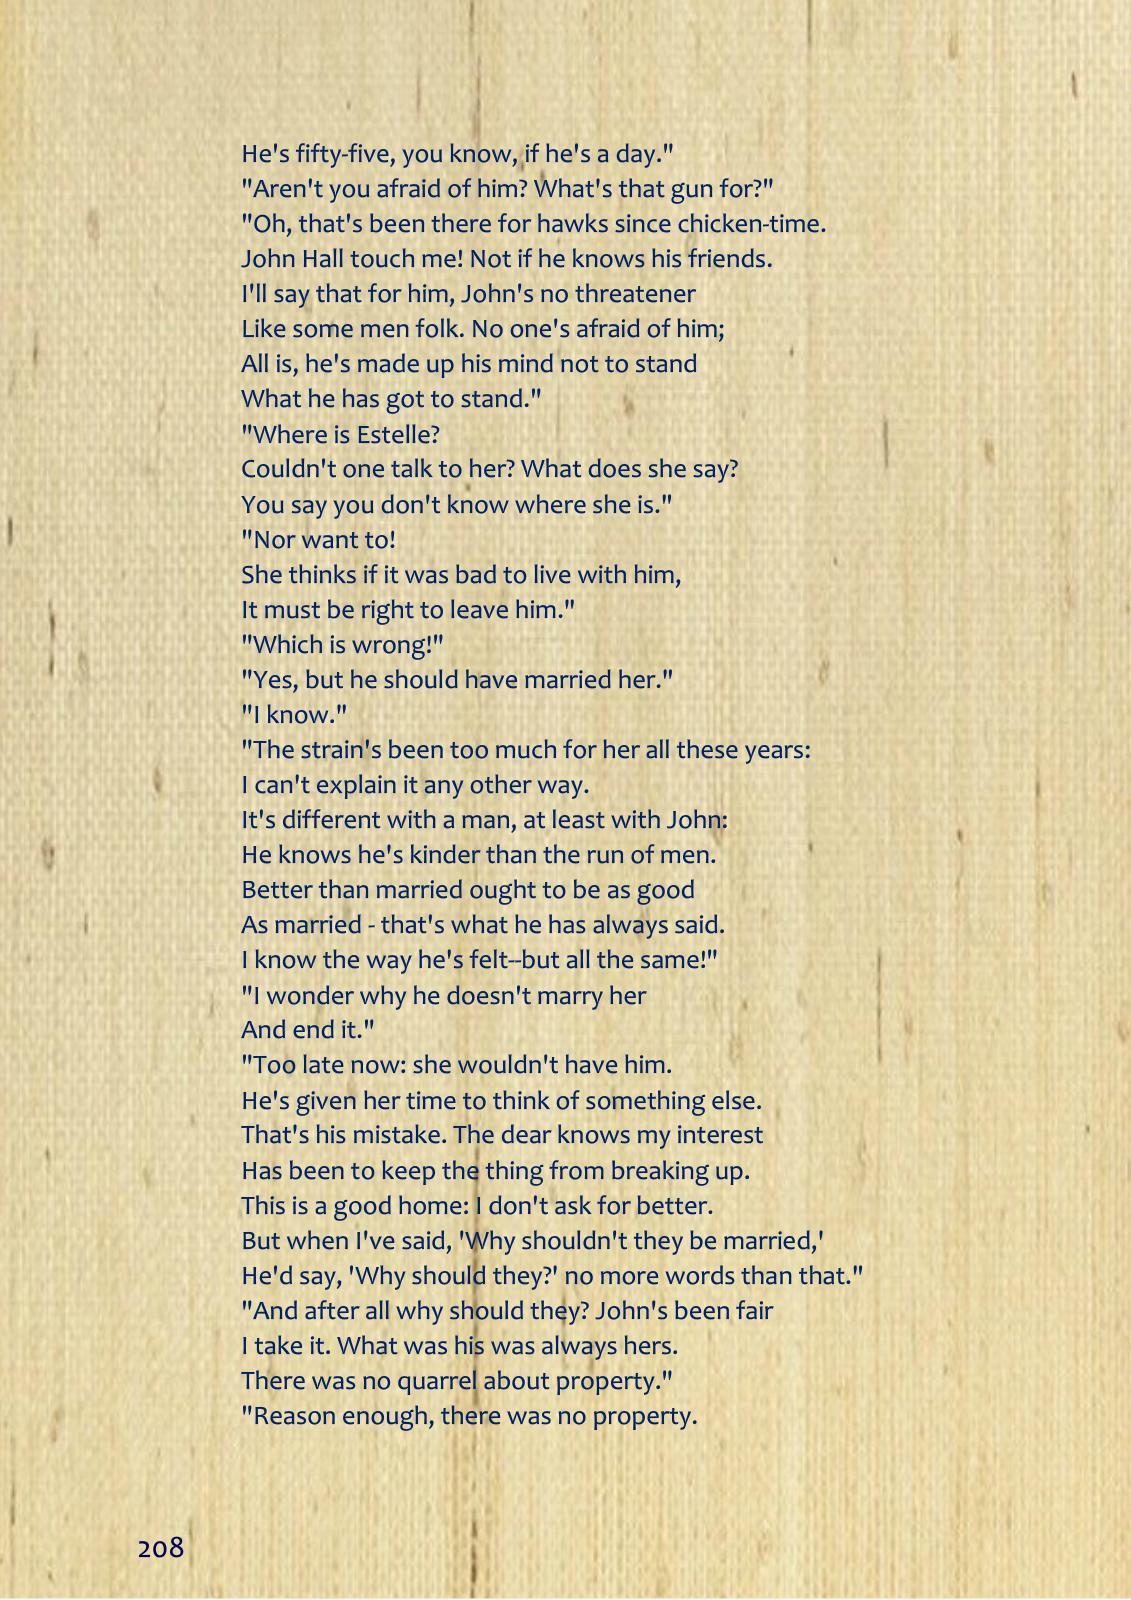 He's fifty-five, you know, if he's a day."
"Aren't you afraid of him? What's that gun for?"
"Oh, that's been there for hawks since chicken-time.
John Hall touch me! Not if he knows his friends.
I'll say that for him, John's no threatener
Like some men folk. No one's afraid of him;
All is, he's made up his mind not to stand
What he has got to stand."
"Where is Estelle?
Couldn't one talk to her? What does she say?
You say you don't know where she is."
"Nor want to!
She thinks if it was bad to live with him,
It must be right to leave him."
"Which is wrong!"
"Yes, but he should have married her."
"I know."
"The strain's been too much for her all these years:
I can't explain it any other way.
It's different with a man, at least with John:
He knows he's kinder than the run of men.
Better than married ought to be as good
As married - that's what he has always said.
I know the way he's felt--but all the same!"
"I wonder why he doesn't marry her
And end it."
"Too late now: she wouldn't have him.
He's given her time to think of something else.
That's his mistake. The dear knows my interest
Has been to keep the thing from breaking up.
This is a good home: I don't ask for better.
But when I've said, 'Why shouldn't they be married,'
He'd say, 'Why should they?' no more words than that."
"And after all why should they? John's been fair
I take it. What was his was always hers.
There was no quarrel about property."
"Reason enough, there was no property.
208